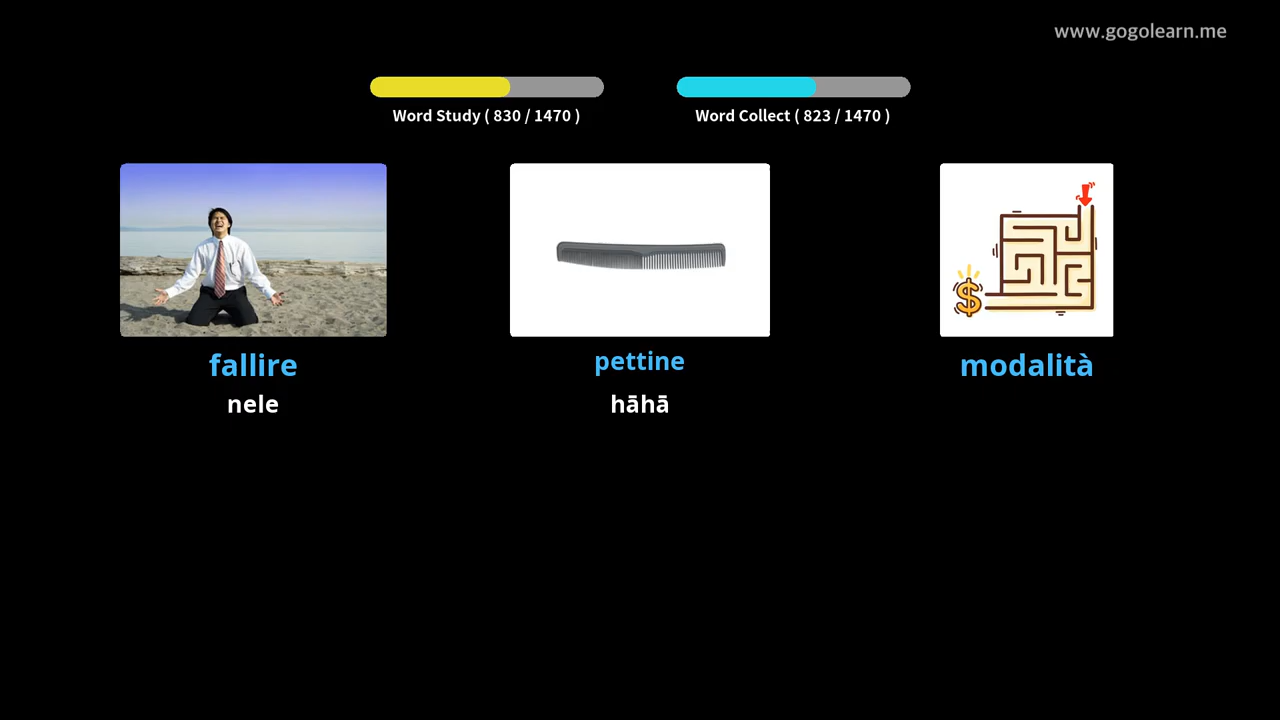 www.gogolearn.me
Word Study ( 830 / 1470 )
Word Collect ( 823 / 1470 )
fallire
pettine
modalità
nele
hāhā